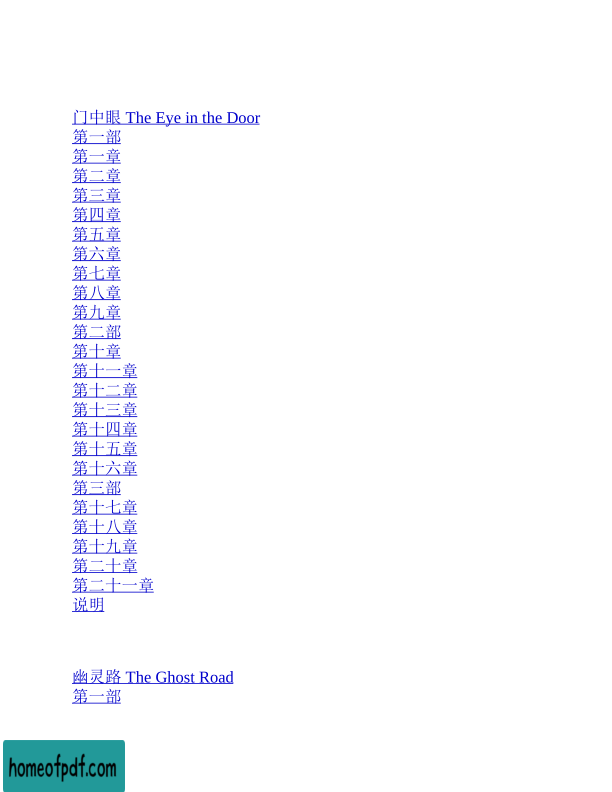 门中眼 The Eye in the Door
第一部
第一章
第二章
第三章
第四章
第五章
第六章
第七章
第八章
第九章
第二部
第十章
第十一章
第十二章
第十三章
第十四章
第十五章
第十六章
第三部
第十七章
第十八章
第十九章
第二十章
第二十一章
说明
幽灵路 The Ghost Road
第一部
homeofpdf.com